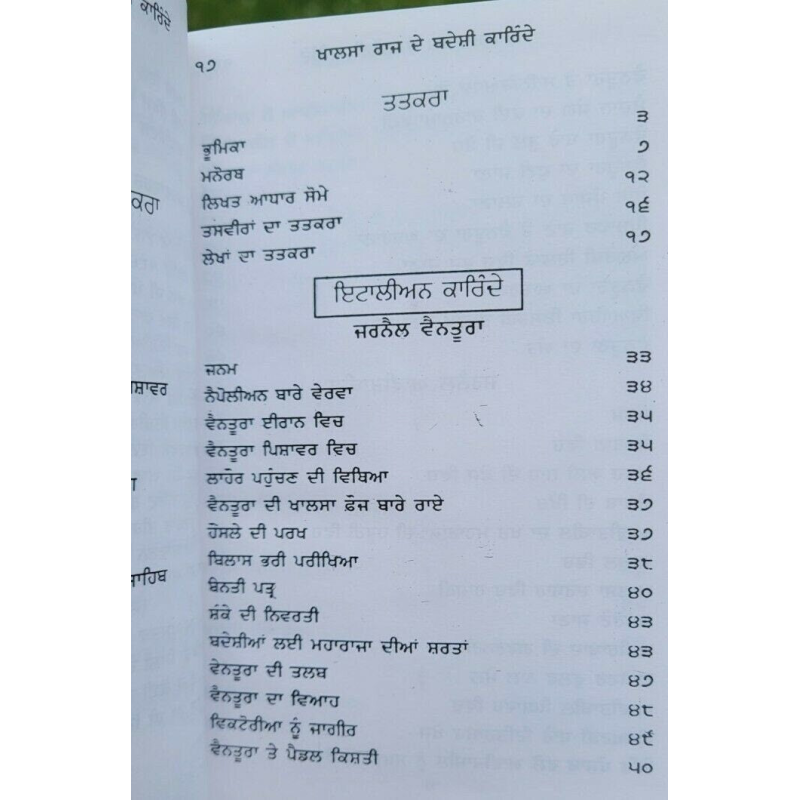 ਕਾਰਿੰਦੇ
ਸਾਹਿਬ
੧੭ ਖਾਲਸਾ ਰਾਜ ਦੇ ਬਦੇਸ਼ੀ ਕਾਰਿੰਦੇ
ਤਤਕਰਾ
ਭੂਮਿਕਾ ੩
ਮਨੋਰਥ ੭
ਲਿਖਤ ਆਧਾਰ ਸੋਮੇ ੧੨
ਤਸਵੀਰਾਂ ਦਾ ਤਤਕਰਾ ੧੬
ਲੇਖਾਂ ਦਾ ਤਤਕਰਾ ੧੭
ਇਟਾਲੀਅਨ ਕਾਰਿੰਦੇ
ਜਰਨੈਲ ਵੈਨਤੂਰਾ
ਜਨਮ ੩੩
ਨੈਪੋਲੀਅਨ ਬਾਰੇ ਵੇਰਵਾ ੩੪
ਵੈਨਤੂਰਾ ਈਰਾਨ ਵਿਚ ੩੫
ਵੈਨਤੂਰਾ ਪਿਸ਼ਾਵਰ ਵਿਚ ੩੫
ਲਾਹੌਰ ਪਹੁੰਚਣ ਦੀ ਵਿਥਿਆ ੩੬
ਵੈਨਤੂਰਾ ਦੀ ਖਾਲਸਾ ਫ਼ੌਜ ਬਾਰੇ ਰਾਏ ੩੭
ਹੌਂਸਲੇ ਦੀ ਪਰਖ ੩੭
ਬਿਲਾਸ ਭਰੀ ਪਰੀਖਿਆ ੩੮
ਬੇਨਤੀ ਪਤ੍ਰ ੪੦
ਸ਼ੰਕੇ ਦੀ ਨਿਵਰਤੀ ੪੩
ਬਦੇਸ਼ੀਆਂ ਲਈ ਮਹਾਰਾਜਾ ਦੀਆਂ ਸ਼ਰਤਾਂ ੪੩
ਵੇਨਤੂਰਾ ਦੀ ਤਲਬ ੪੭
ਵੈਨਤੂਰਾ ਦਾ ਵਿਆਹ ੪੮
ਵਿਕਟੋਰੀਆ ਨੂੰ ਜਾਗੀਰ ੪੯
ਵੈਨਤੂਰਾ ਤੇ ਪੈਡਲ ਕਿਸ਼ਤੀ ੫੦